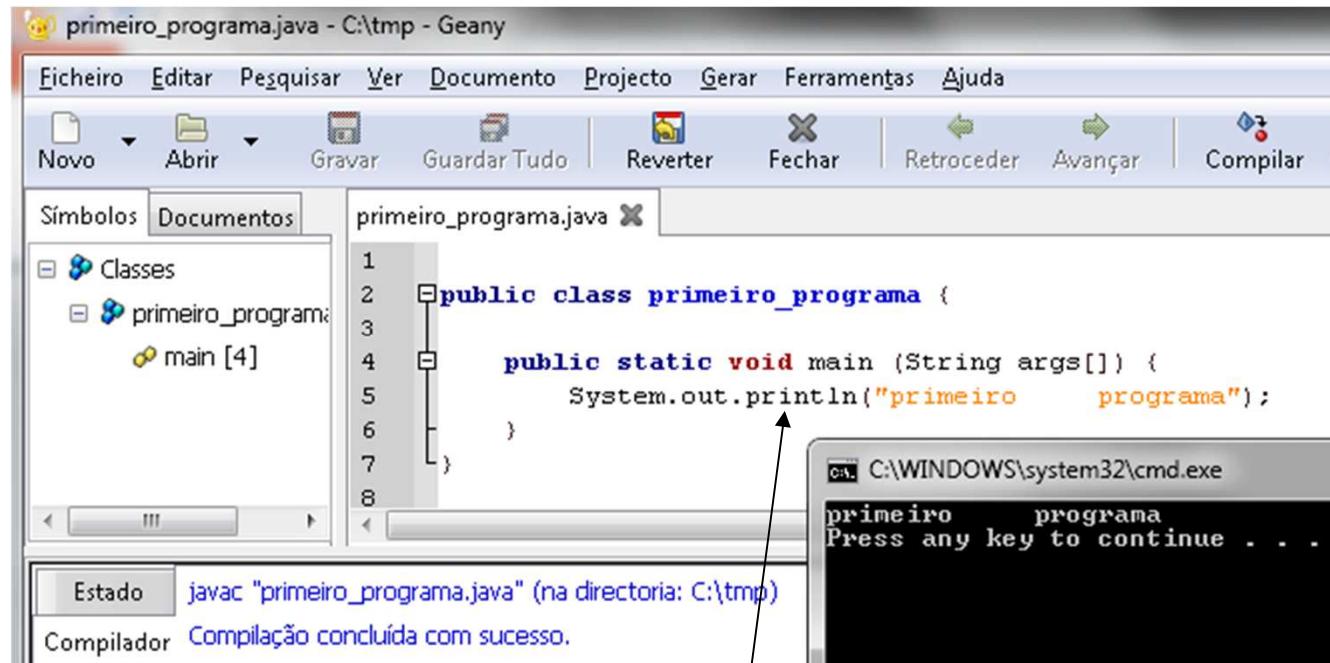 primeiro_programa.java - C:\tmp - Geany
Ficheiro Editar Pesquisar Ver Documento Projecto Gerar Ferramentas Ajuda
Novo Abrir Gravar Guardar Tudo Reverter Fechar Retroceder Avançar Compilar
Símbolos Documentos
primeiro_programa.java
Classes
primeiro_programa
main [4]
1
2 public class primeiro_programa {
3
4 public static void main (String args[]) {
5 System.out.println("primeiro      programa");
6 }
7 }
8
C:\WINDOWS\system32\cmd.exe
primeiro      programa
Press any key to continue . . .
Estado
Compilador
javac "primeiro_programa.java" (na directoria: C:\tmp)
Compilação concluída com sucesso.